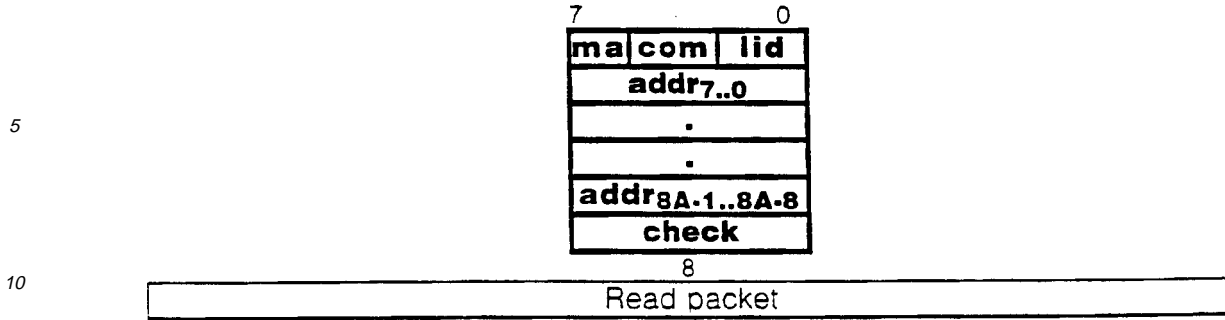 7 0
ma com lid
addr7..0
5
.
.
addr8A-1..8A-8
check
8
10
Read packet